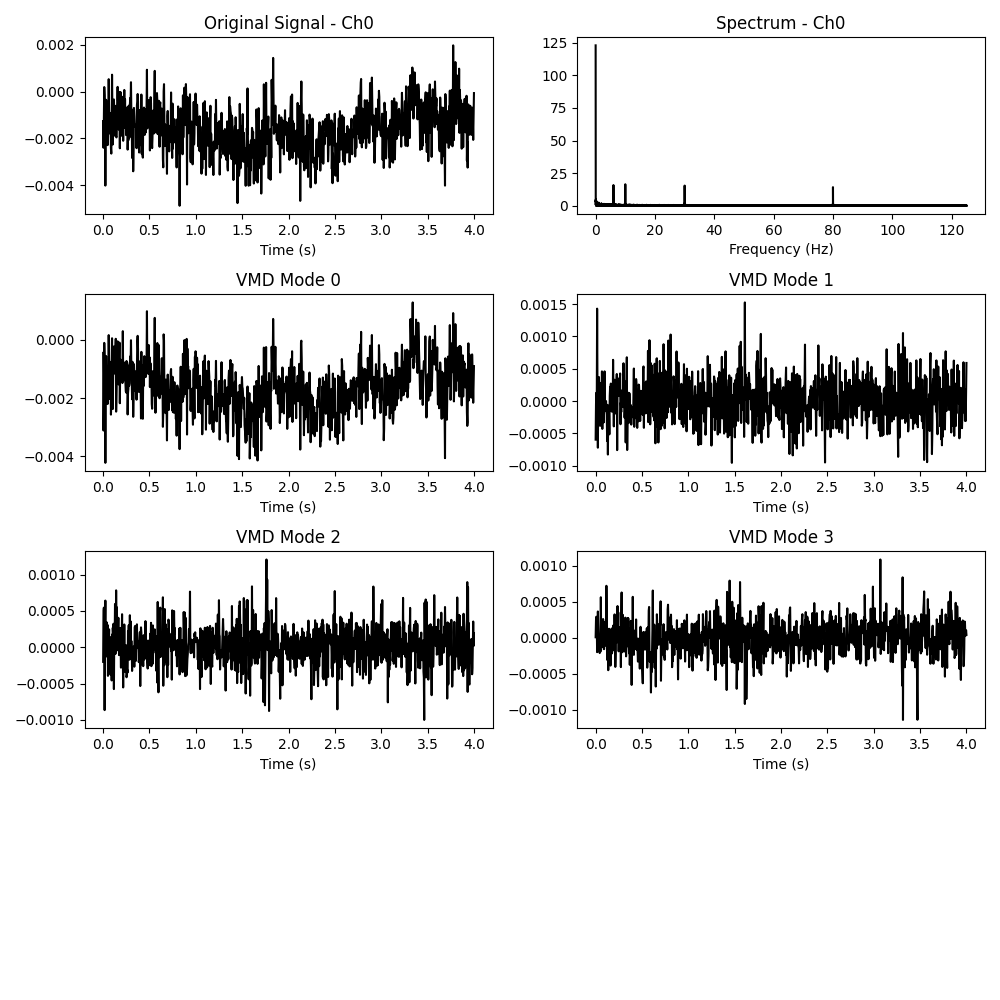 Original Signal - Ch0
0.002
0.000
−0.002
−0.004
0.0 0.5 1.0 1.5 2.0 2.5 3.0 3.5 4.0
Time (s)
Spectrum - Ch0
125
100
75
50
25
0
0 20 40 60 80 100 120
Frequency (Hz)
VMD Mode 0
0.000
−0.002
−0.004
0.0 0.5 1.0 1.5 2.0 2.5 3.0 3.5 4.0
Time (s)
VMD Mode 1
0.0015
0.0010
0.0005
0.0000
−0.0005
−0.0010
0.0 0.5 1.0 1.5 2.0 2.5 3.0 3.5 4.0
Time (s)
VMD Mode 2
0.0010
0.0005
0.0000
−0.0005
−0.0010
0.0 0.5 1.0 1.5 2.0 2.5 3.0 3.5 4.0
Time (s)
VMD Mode 3
0.0010
0.0005
0.0000
−0.0005
−0.0010
0.0 0.5 1.0 1.5 2.0 2.5 3.0 3.5 4.0
Time (s)